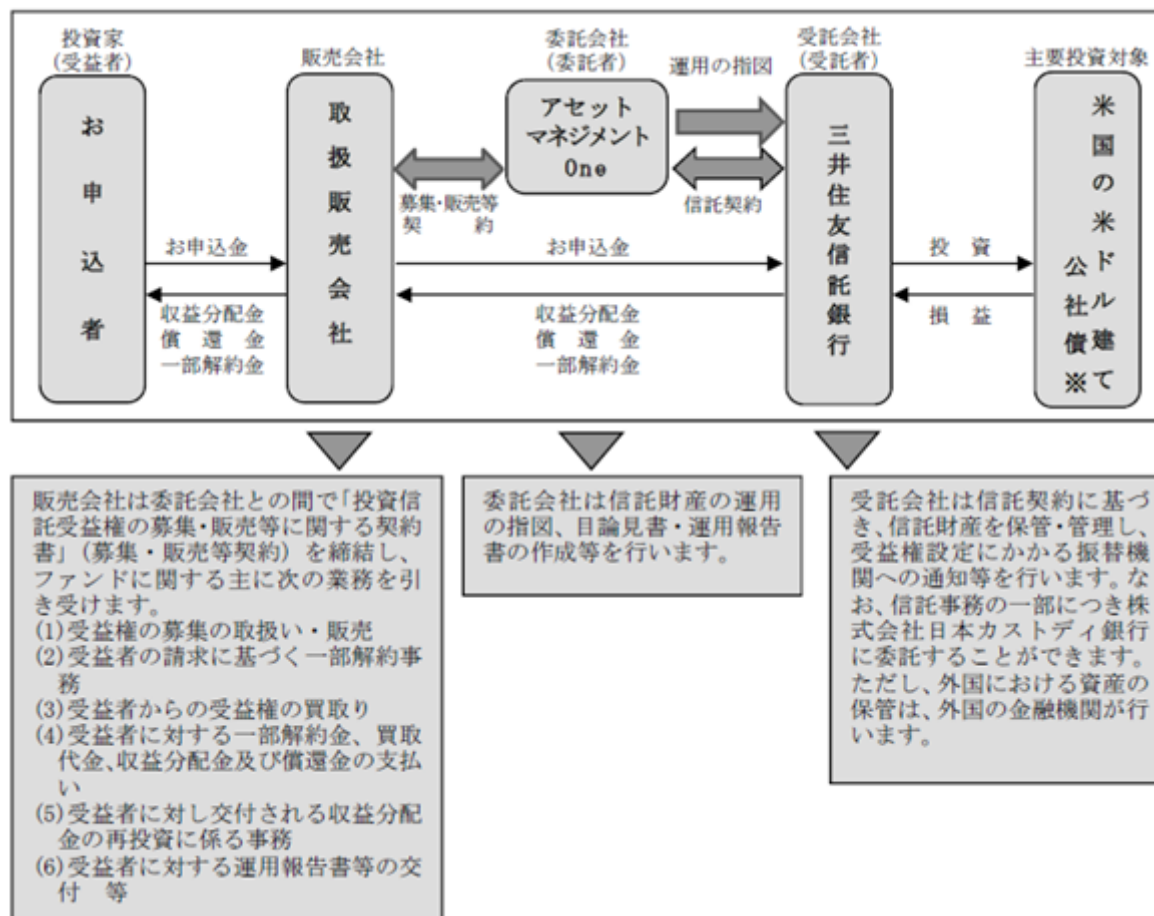 投資家
(受益者)
お申込者
販売会社
取扱販売会社
委託会社
(委託者)
アセット
マネジメント
One
運用の指図
受託会社
(受託者)
三井住友信託銀行
主要投資対象
米国の米ドル建て
公社債※
募集・販売等
契 約
信託契約
お申込金
収益分配金
償 還 金
一部解約金
お申込金
収益分配金
償 還 金
一部解約金
投 資
損 益
販売会社は委託会社との間で「投資信
託受益権の募集・販売等に関する契約
書」(募集・販売等契約)を締結し、
ファンドに関する主に次の業務を引
き受けます。
(1)受益権の募集の取扱い・販売
(2)受益者の請求に基づく一部解約事
務
(3)受益者からの受益権の買取り
(4)受益者に対する一部解約金、買取
代金、収益分配金及び償還金の支払
い
(5)受益者に対し交付される収益分配
金の再投資に係る事務
(6)受益者に対する運用報告書等の交
付 等
委託会社は信託財産の運用
の指図、目論見書・運用報告
書の作成等を行います。
受託会社は信託契約に基づ
き、信託財産を保管・管理し、
受益権設定にかかる振替機
関への通知等を行います。な
お、信託事務の一部につき株
式会社日本カストディ銀行
に委託することができます。
ただし、外国における資産の
保管は、外国の金融機関が行
います。